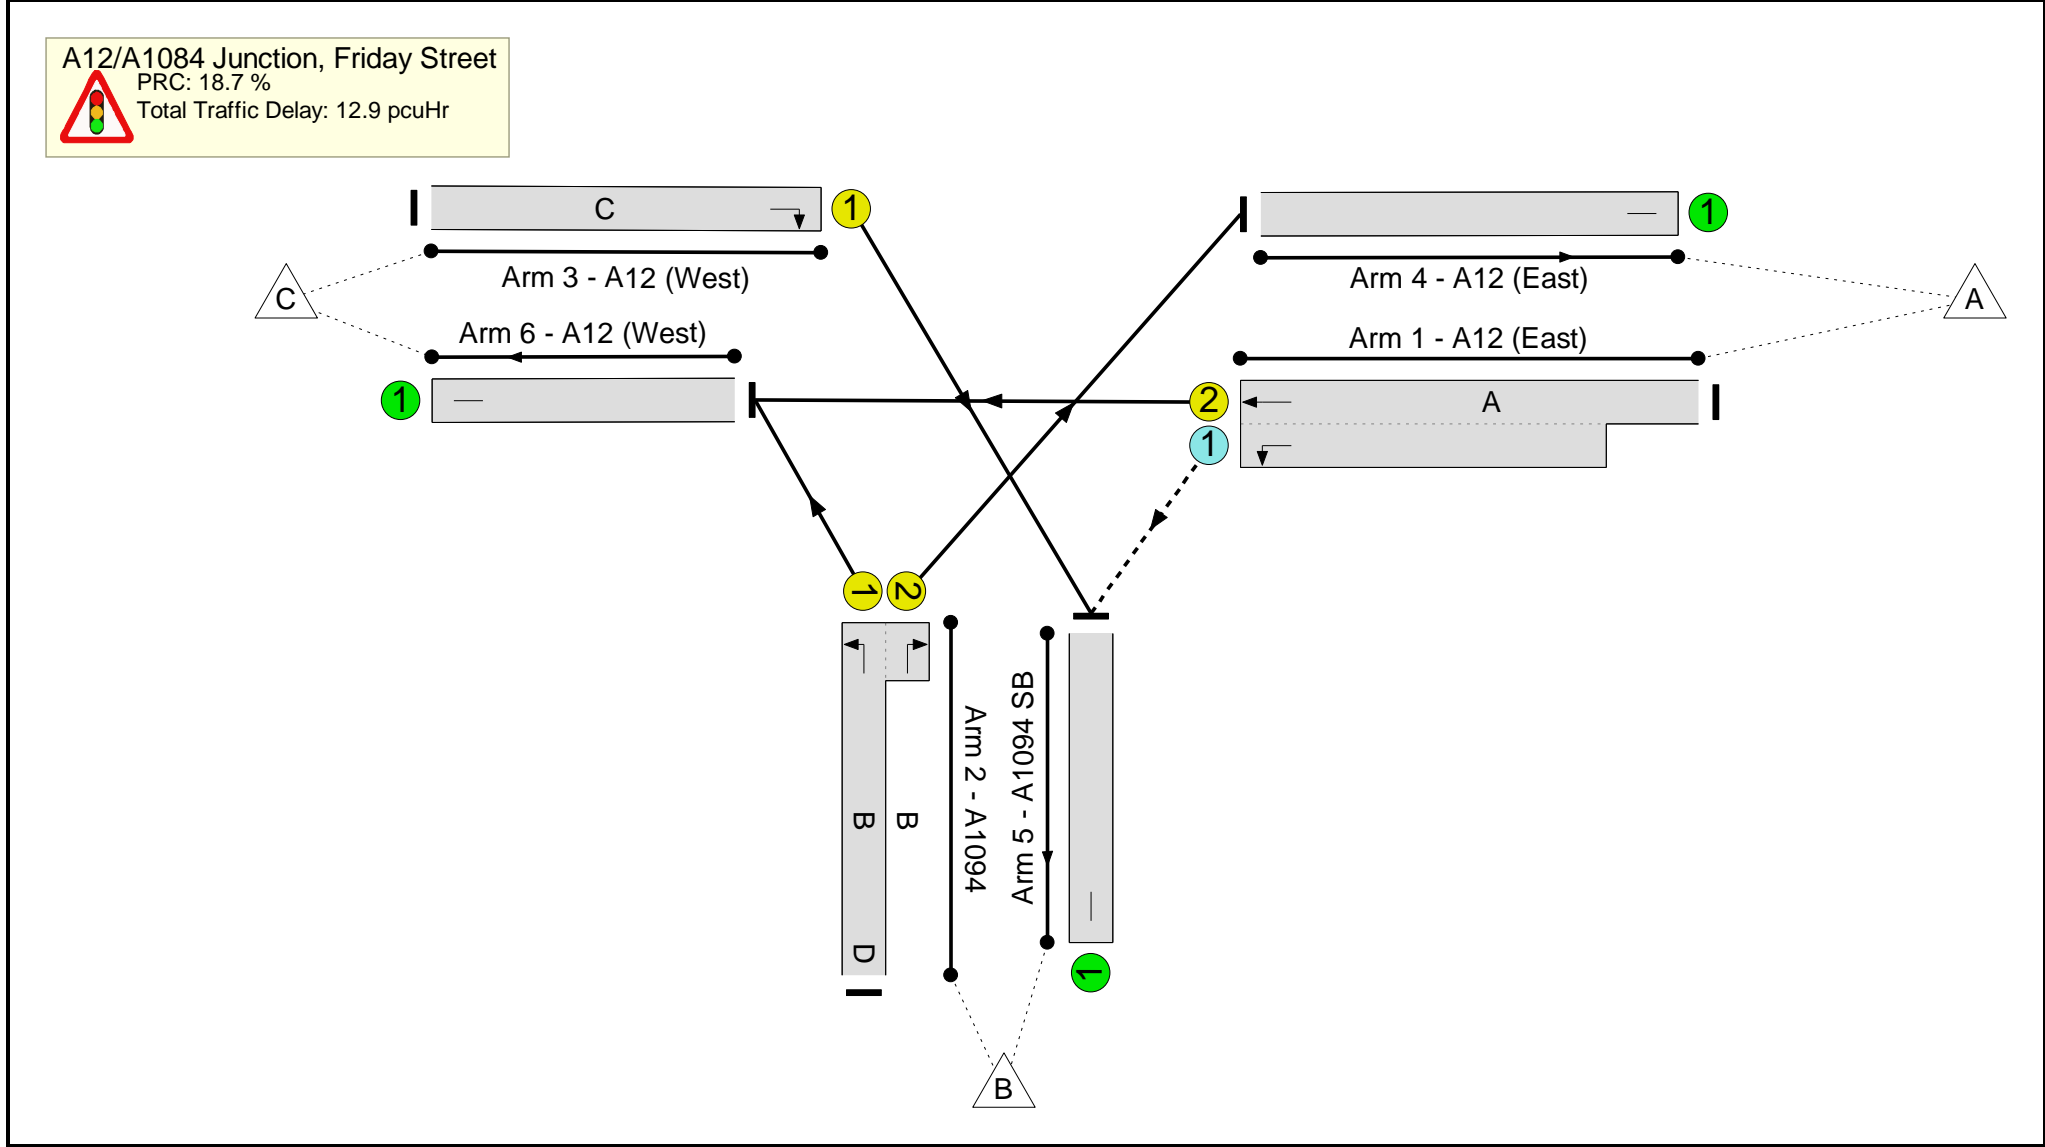 A12/A1084 Junction, Friday Street
PRC: 18.7 %
Total Traffic Delay: 12.9 pcuHr
C
1
1
Arm 3 - A12 (West)
Arm 4 - A12 (East)
C
A
Arm 6 - A12 (West)
Arm 1 - A12 (East)
1
2
A
1
1
2
Arm 2 - A1094
Arm 5 - A1094 SB
B
B
D
1
B